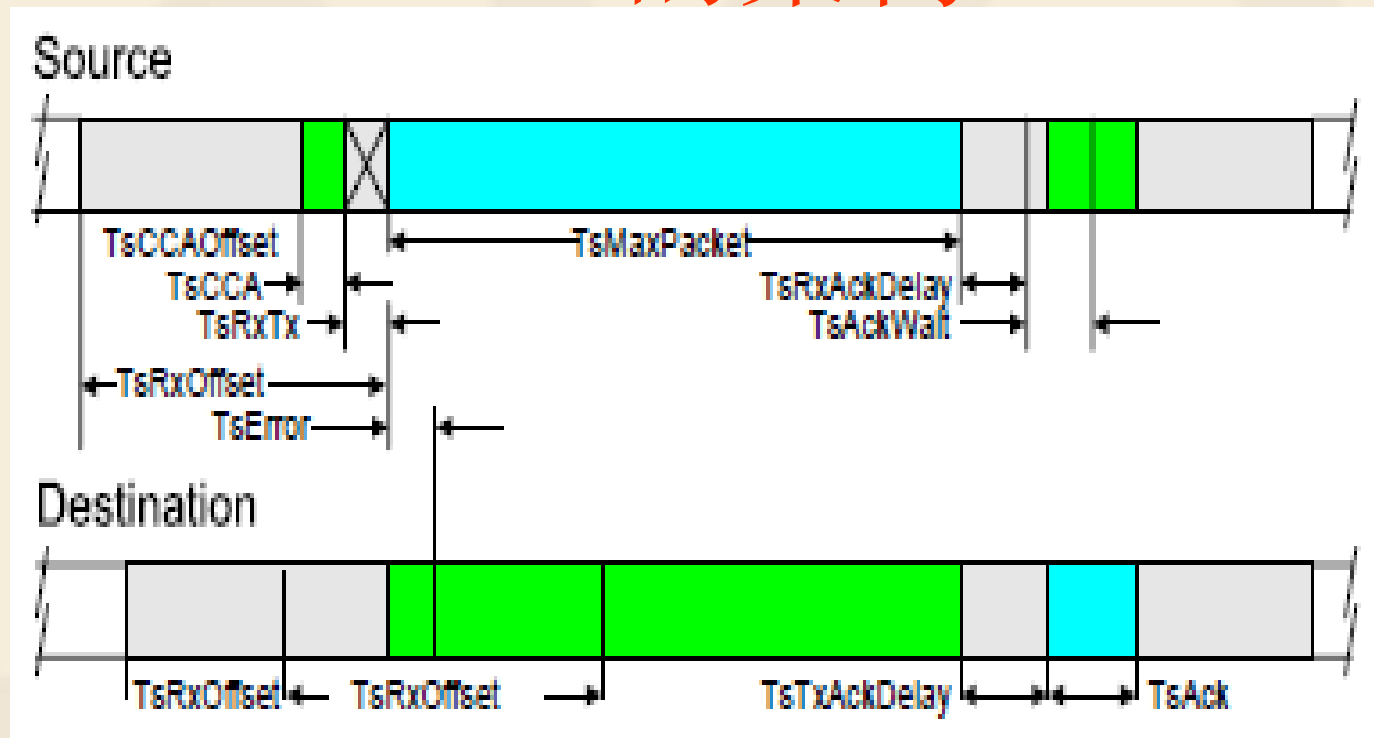 Source
TsCCAOffset
TsMaxPacket
TsCCA
TsRxAckDelay
TsRxTx
TsAckWait
TsRxOffset
TsError
Destination
TsRxOffset
TsRxOffset
TsTxAckDelay
TsAck